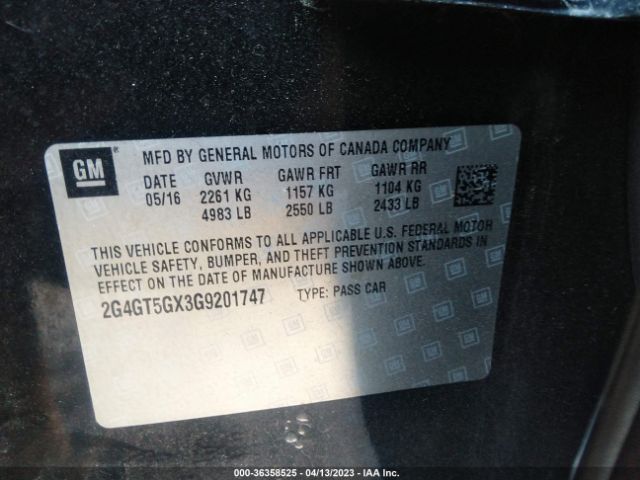 GM
MFD BY GENERAL MOTORS OF CANADA COMPANY
DATE GVWR GAWR FRT GAWR RR
05/16 2261 KG 1157 KG 1104 KG
4983 LB 2550 LB 2433 LB
THIS VEHICLE CONFORMS TO ALL APPLICABLE U.S. FEDERAL MOTOR
VEHICLE SAFETY, BUMPER, AND THEFT PREVENTION STANDARDS IN
EFFECT ON THE DATE OF MANUFACTURE SHOWN ABOVE.
2G4GT5GX3G9201747 TYPE: PASS CAR
000-36358525 - 04/13/2023 - IAA Inc.